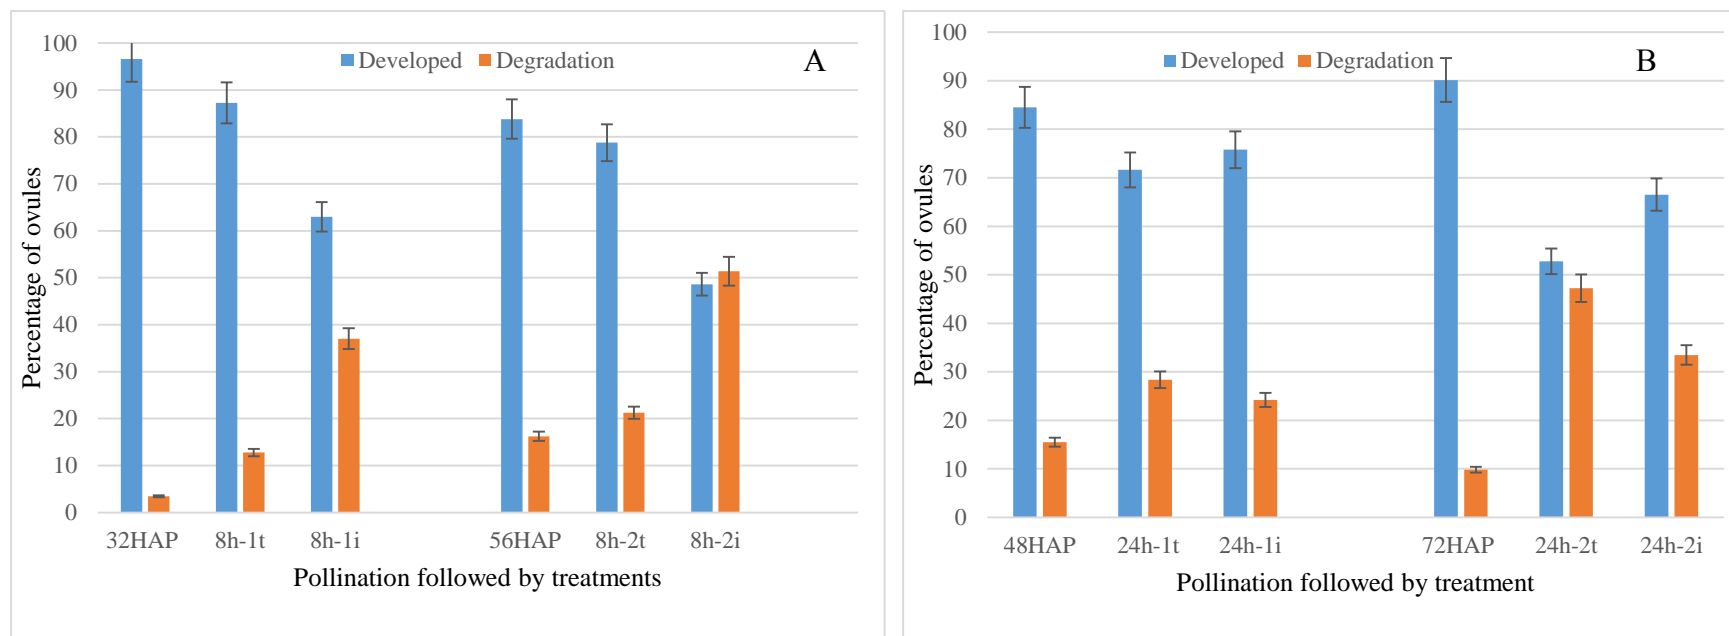 A
Developed Degradation
Percentage of ovules
100
90
80
70
60
50
40
30
20
10
0
32HAP 8h-1t 8h-1i 56HAP 8h-2t 8h-2i
Pollination followed by treatments
B
Developed Degradation
Percentage of ovules
100
90
80
70
60
50
40
30
20
10
0
48HAP 24h-1t 24h-1i 72HAP 24h-2t 24h-2i
Pollination followed by treatment